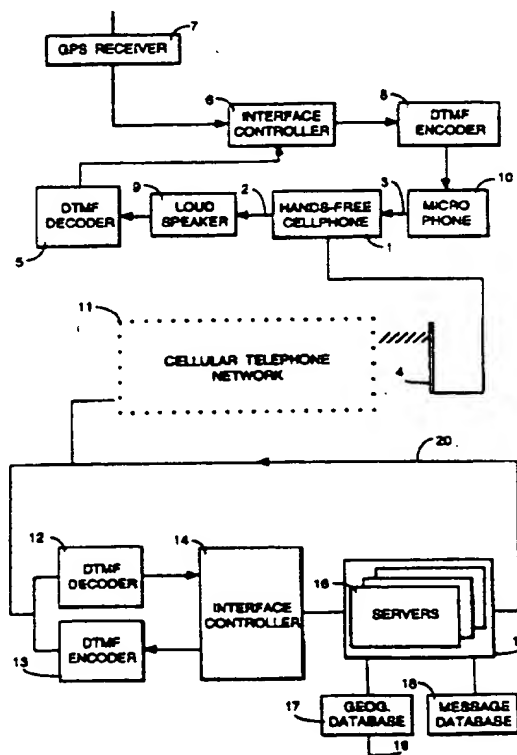 7
GPS RECEIVER
6
INTERFACE
CONTROLLER
8
DTMF
ENCODER
DTMF
DECODER
5
9
LOUD
SPEAKER
2
HANDS-FREE
CELLPHONE
1
3
10
MICRO
PHONE
11
CELLULAR TELEPHONE
NETWORK
4
20
12
DTMF
DECODER
14
INTERFACE
CONTROLLER
16
SERVERS
13
DTMF
ENCODER
17
GEOG.
DATABASE
18
MESSAGE
DATABASE
19